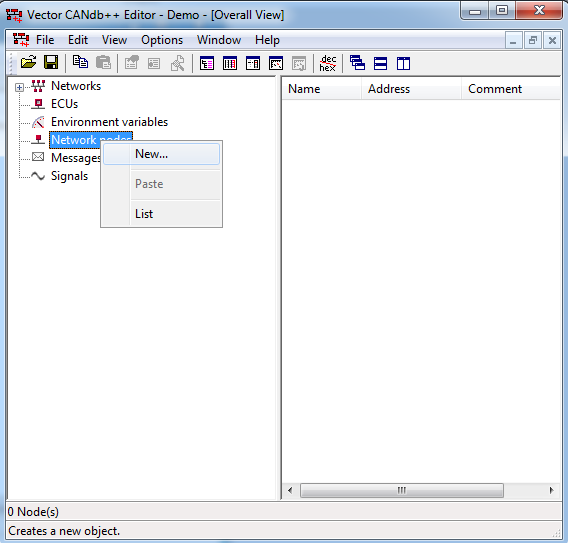 Vector CANdb++ Editor - Demo - [Overall View]
File Edit View Options Window Help
dec
hex
Networks
ECUs
Environment variables
Network nodes
Messages
Signals
New...
Paste
List
Name Address Comment
0 Node(s)
Creates a new object.